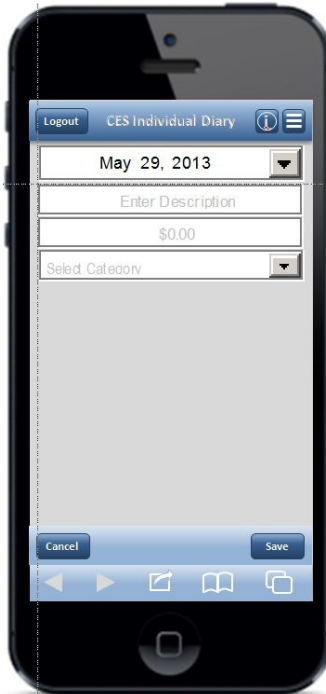 Logout CES Individual Diary
May 29, 2013
Enter Description
$0.00
Select Category
Cancel Save